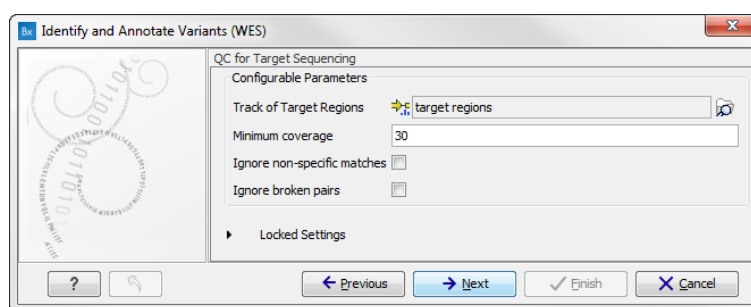 Bx Identify and Annotate Variants (WES)
QC for Target Sequencing
Configurable Parameters
Track of Target Regions target regions
Minimum coverage 30
Ignore non-specific matches
Ignore broken pairs
Locked Settings
? Previous Next Finish Cancel